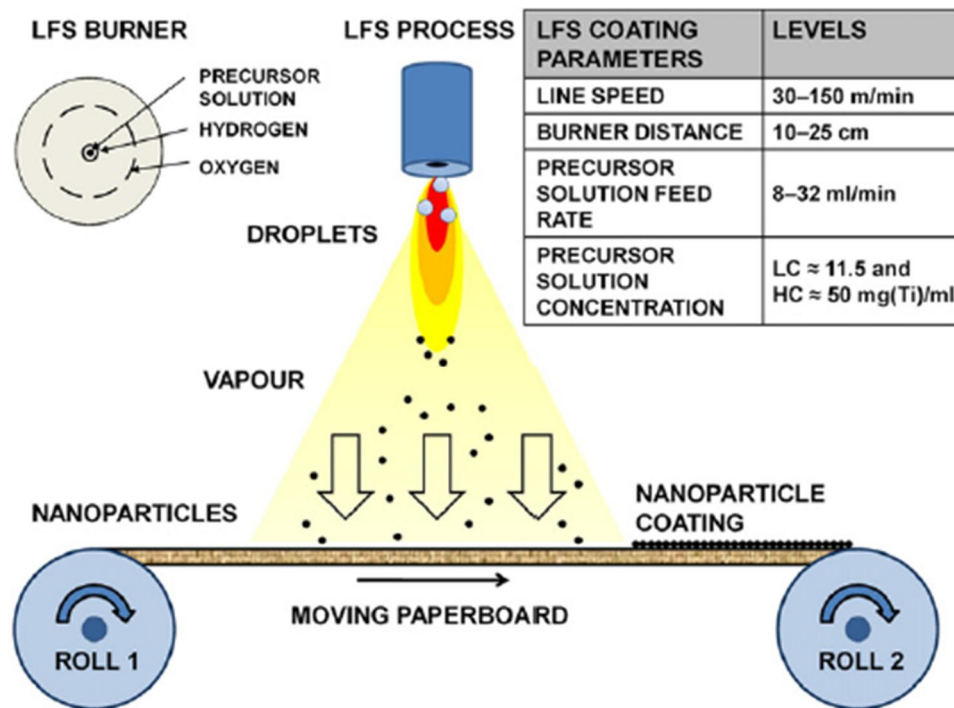 LFS BURNER
PRECURSOR
SOLUTION
HYDROGEN
OXYGEN
LFS PROCESS
DROPLETS
VAPOUR
NANOPARTICLES
NANOPARTICLE
COATING
MOVING PAPERBOARD
ROLL 1
ROLL 2
LFS COATING
PARAMETERS
LEVELS
LINE SPEED
30–150 m/min
BURNER DISTANCE
10–25 cm
PRECURSOR
SOLUTION FEED
RATE
8–32 ml/min
PRECURSOR
SOLUTION
CONCENTRATION
LC ≈ 11.5 and
HC ≈ 50 mg(Ti)/ml